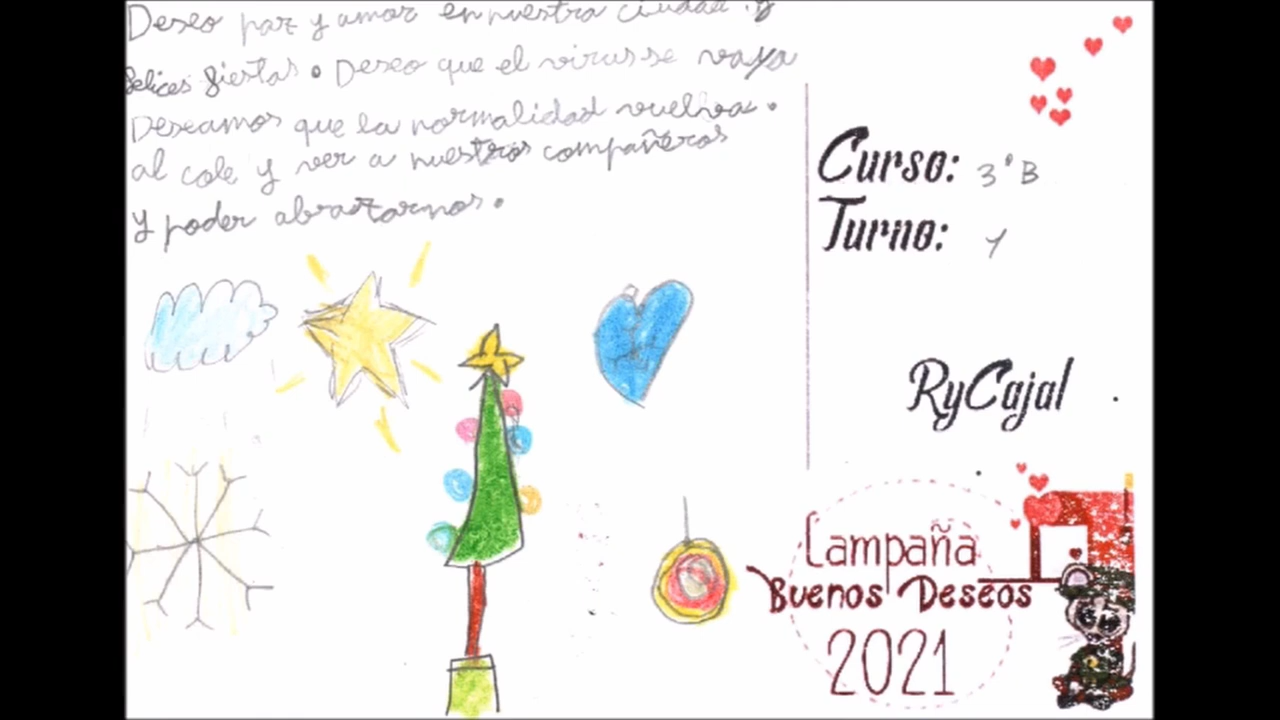 Deseo paz y amor en nuestra ciudad y
felices fiestas. Deseo que el virus se vaya
Deseamos que la normalidad vuelva.
al cole y ver a nuestros compañeros
y poder abrazarnos.
Curso: 3º B
Turno: 1
RyCajal
Campaña
Buenos Deseos
2021